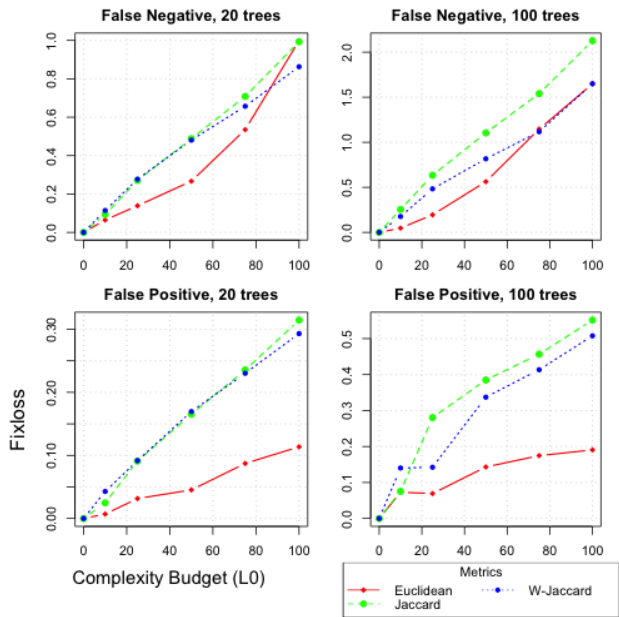 False Negative, 20 trees
1.0
0.8
0.6
0.4
0.2
0.0
0 20 40 60 80 100
False Negative, 100 trees
2.0
1.5
1.0
0.5
0.0
0 20 40 60 80 100
False Positive, 20 trees
0.30
0.20
0.10
0.00
0 20 40 60 80 100
False Positive, 100 trees
0.5
0.4
0.3
0.2
0.1
0.0
0 20 40 60 80 100
Fixloss
Complexity Budget (L0)
Metrics
Euclidean
Jaccard
W-Jaccard